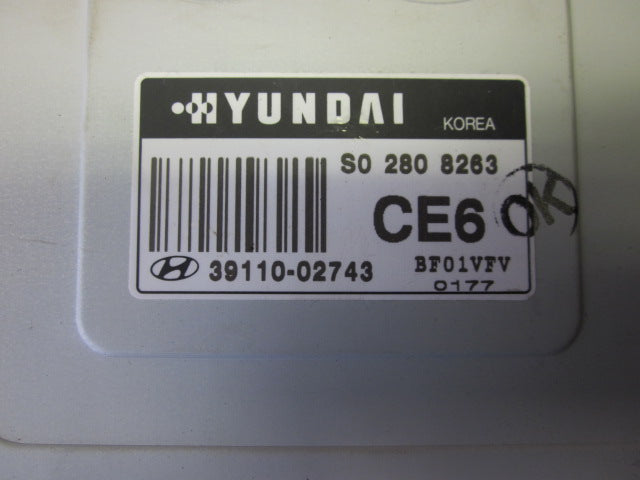 HYUNDAI
KOREA
S0 280 8263
CE6
OK
39110-02743
BF01VFV
0177